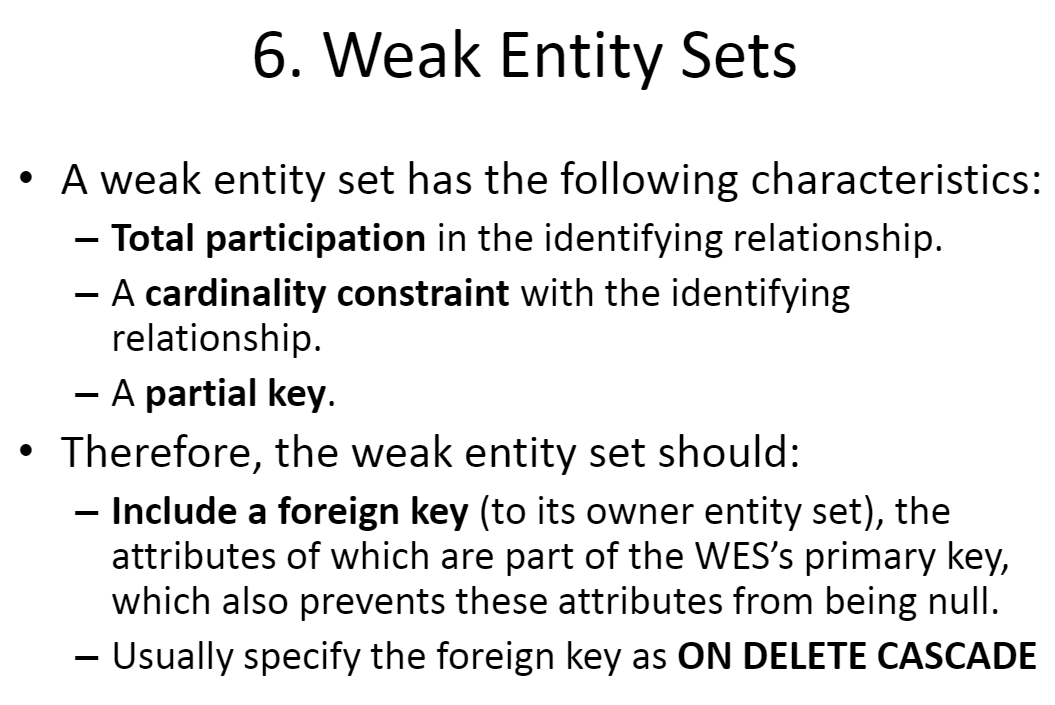 6. Weak Entity Sets
• A weak entity set has the following characteristics:
– Total participation in the identifying relationship.
– A cardinality constraint with the identifying
relationship.
– A partial key.
• Therefore, the weak entity set should:
– Include a foreign key (to its owner entity set), the
attributes of which are part of the WES’s primary key,
which also prevents these attributes from being null.
– Usually specify the foreign key as ON DELETE CASCADE